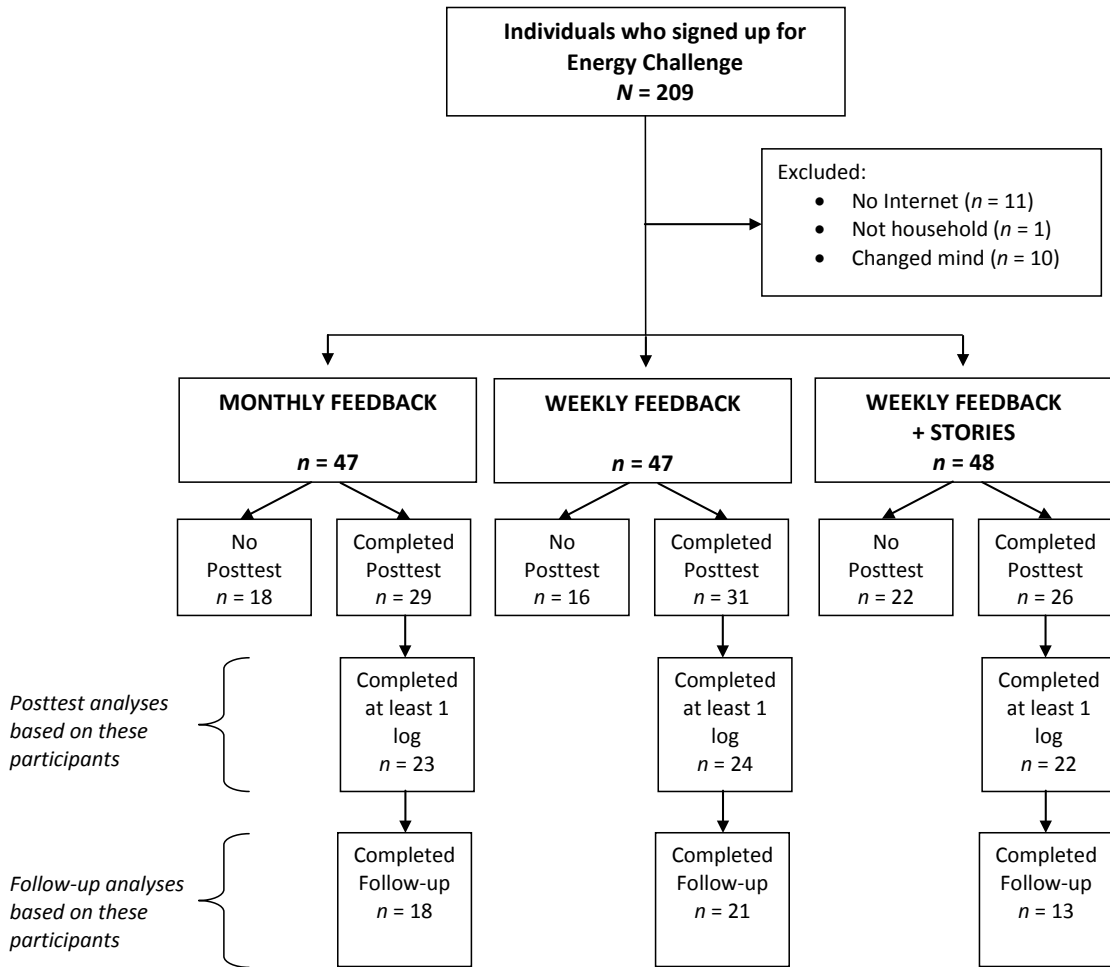 Individuals who signed up for
Energy Challenge
N = 209
Excluded:
• No Internet (n = 11)
• Not household (n = 1)
• Changed mind (n = 10)
MONTHLY FEEDBACK
n = 47
WEEKLY FEEDBACK
n = 47
WEEKLY FEEDBACK
+ STORIES
n = 48
No
Posttest
n = 18
Completed
Posttest
n = 29
No
Posttest
n = 16
Completed
Posttest
n = 31
No
Posttest
n = 22
Completed
Posttest
n = 26
Posttest analyses
based on these
participants
Completed
at least 1
log
n = 23
Completed
at least 1
log
n = 24
Completed
at least 1
log
n = 22
Follow-up analyses
based on these
participants
Completed
Follow-up
n = 18
Completed
Follow-up
n = 21
Completed
Follow-up
n = 13